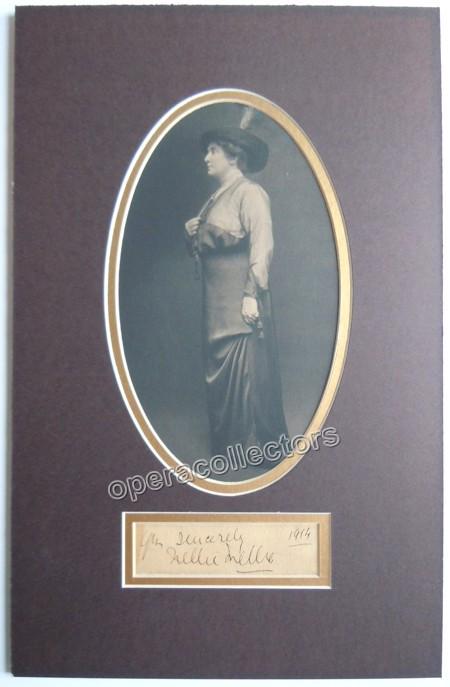 operacollectors
Yrs Sincerely 1914
Nellie Melba